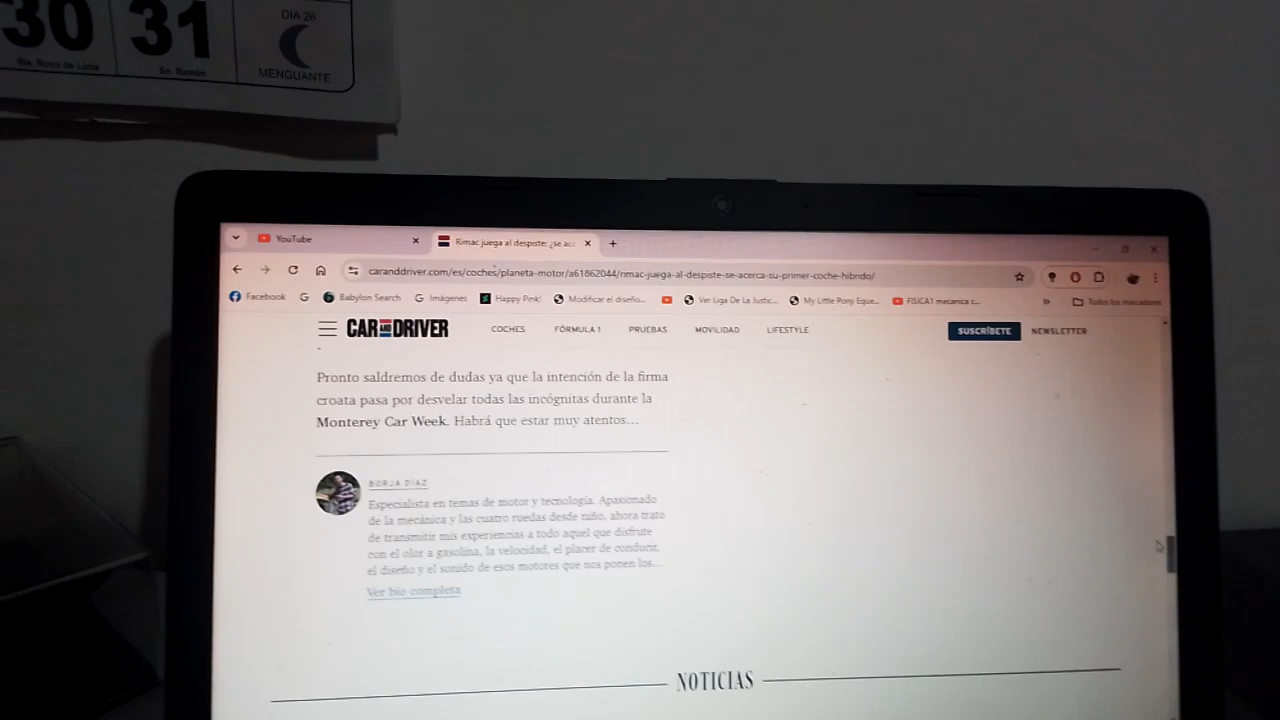 30
31
DIA 26
Sta. Rosa de Lima
Sn. Ramón
MENGUANTE
YouTube
Rimac juega al despiste: ¿se ac
caranddriver.com/es/coches/planeta-motor/a61862044/rimac-juega-al-despiste-se-acerca-su-primer-coche-hibrido/
Facebook
G
Babylon Search
G Imágenes
Happy Pink!
Modificar el diseño...
Ver Liga De La Justic...
My Little Pony Eque...
FISICA1 mecanica c...
»
Todos los marcadores
CAR AND DRIVER
COCHES
FÓRMULA 1
PRUEBAS
MOVILIDAD
LIFESTYLE
SUSCRÍBETE
NEWSLETTER
Pronto saldremos de dudas ya que la intención de la firma
croata pasa por desvelar todas las incógnitas durante la
Monterey Car Week. Habrá que estar muy atentos...
BORJA DÍAZ
Especialista en temas de motor y tecnología. Apasionado
de la mecánica y las cuatro ruedas desde niño, ahora trato
de transmitir mis experiencias a todo aquel que disfrute
con el olor a gasolina, la velocidad, el placer de conducir,
el diseño y el sonido de esos motores que nos ponen los...
Ver bio completa
NOTICIAS